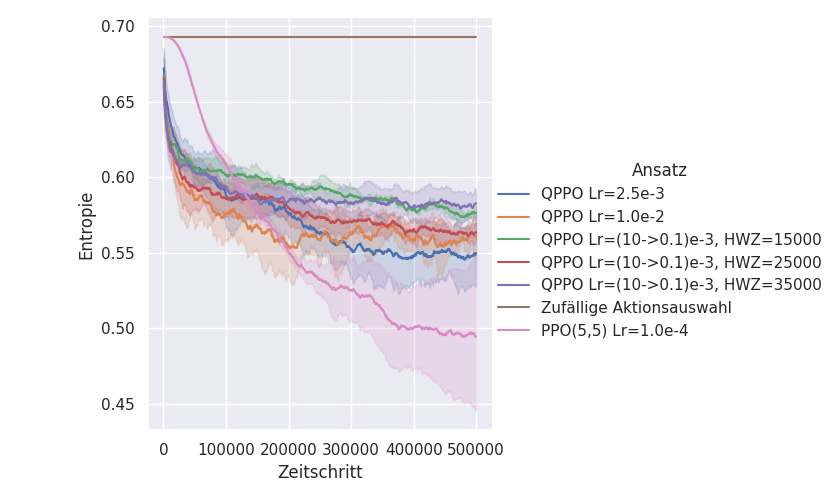 0.70
0.65
0.60
0.55
0.50
0.45
Entropie
0 100000 200000 300000 400000 500000
Zeitschritt
Ansatz
QPPO Lr=2.5e-3
QPPO Lr=1.0e-2
QPPO Lr=(10->0.1)e-3, HWZ=15000
QPPO Lr=(10->0.1)e-3, HWZ=25000
QPPO Lr=(10->0.1)e-3, HWZ=35000
Zufällige Aktionsauswahl
PPO(5,5) Lr=1.0e-4